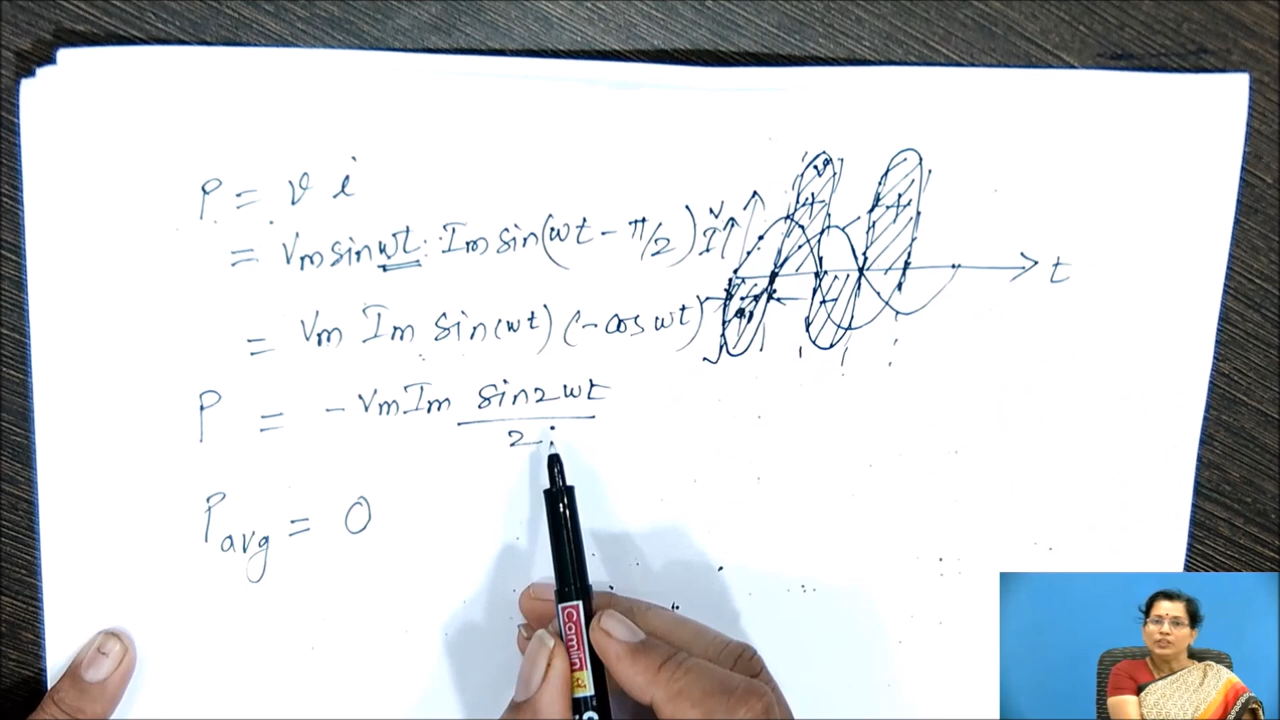 P = v i
= Vm sin wt . Im sin(wt - π/2)
= Vm Im sin(wt) (-cos wt)
P = - Vm Im sin2wt / 2
Pavg = 0
V
I
v
+
+
-
t
Camlin